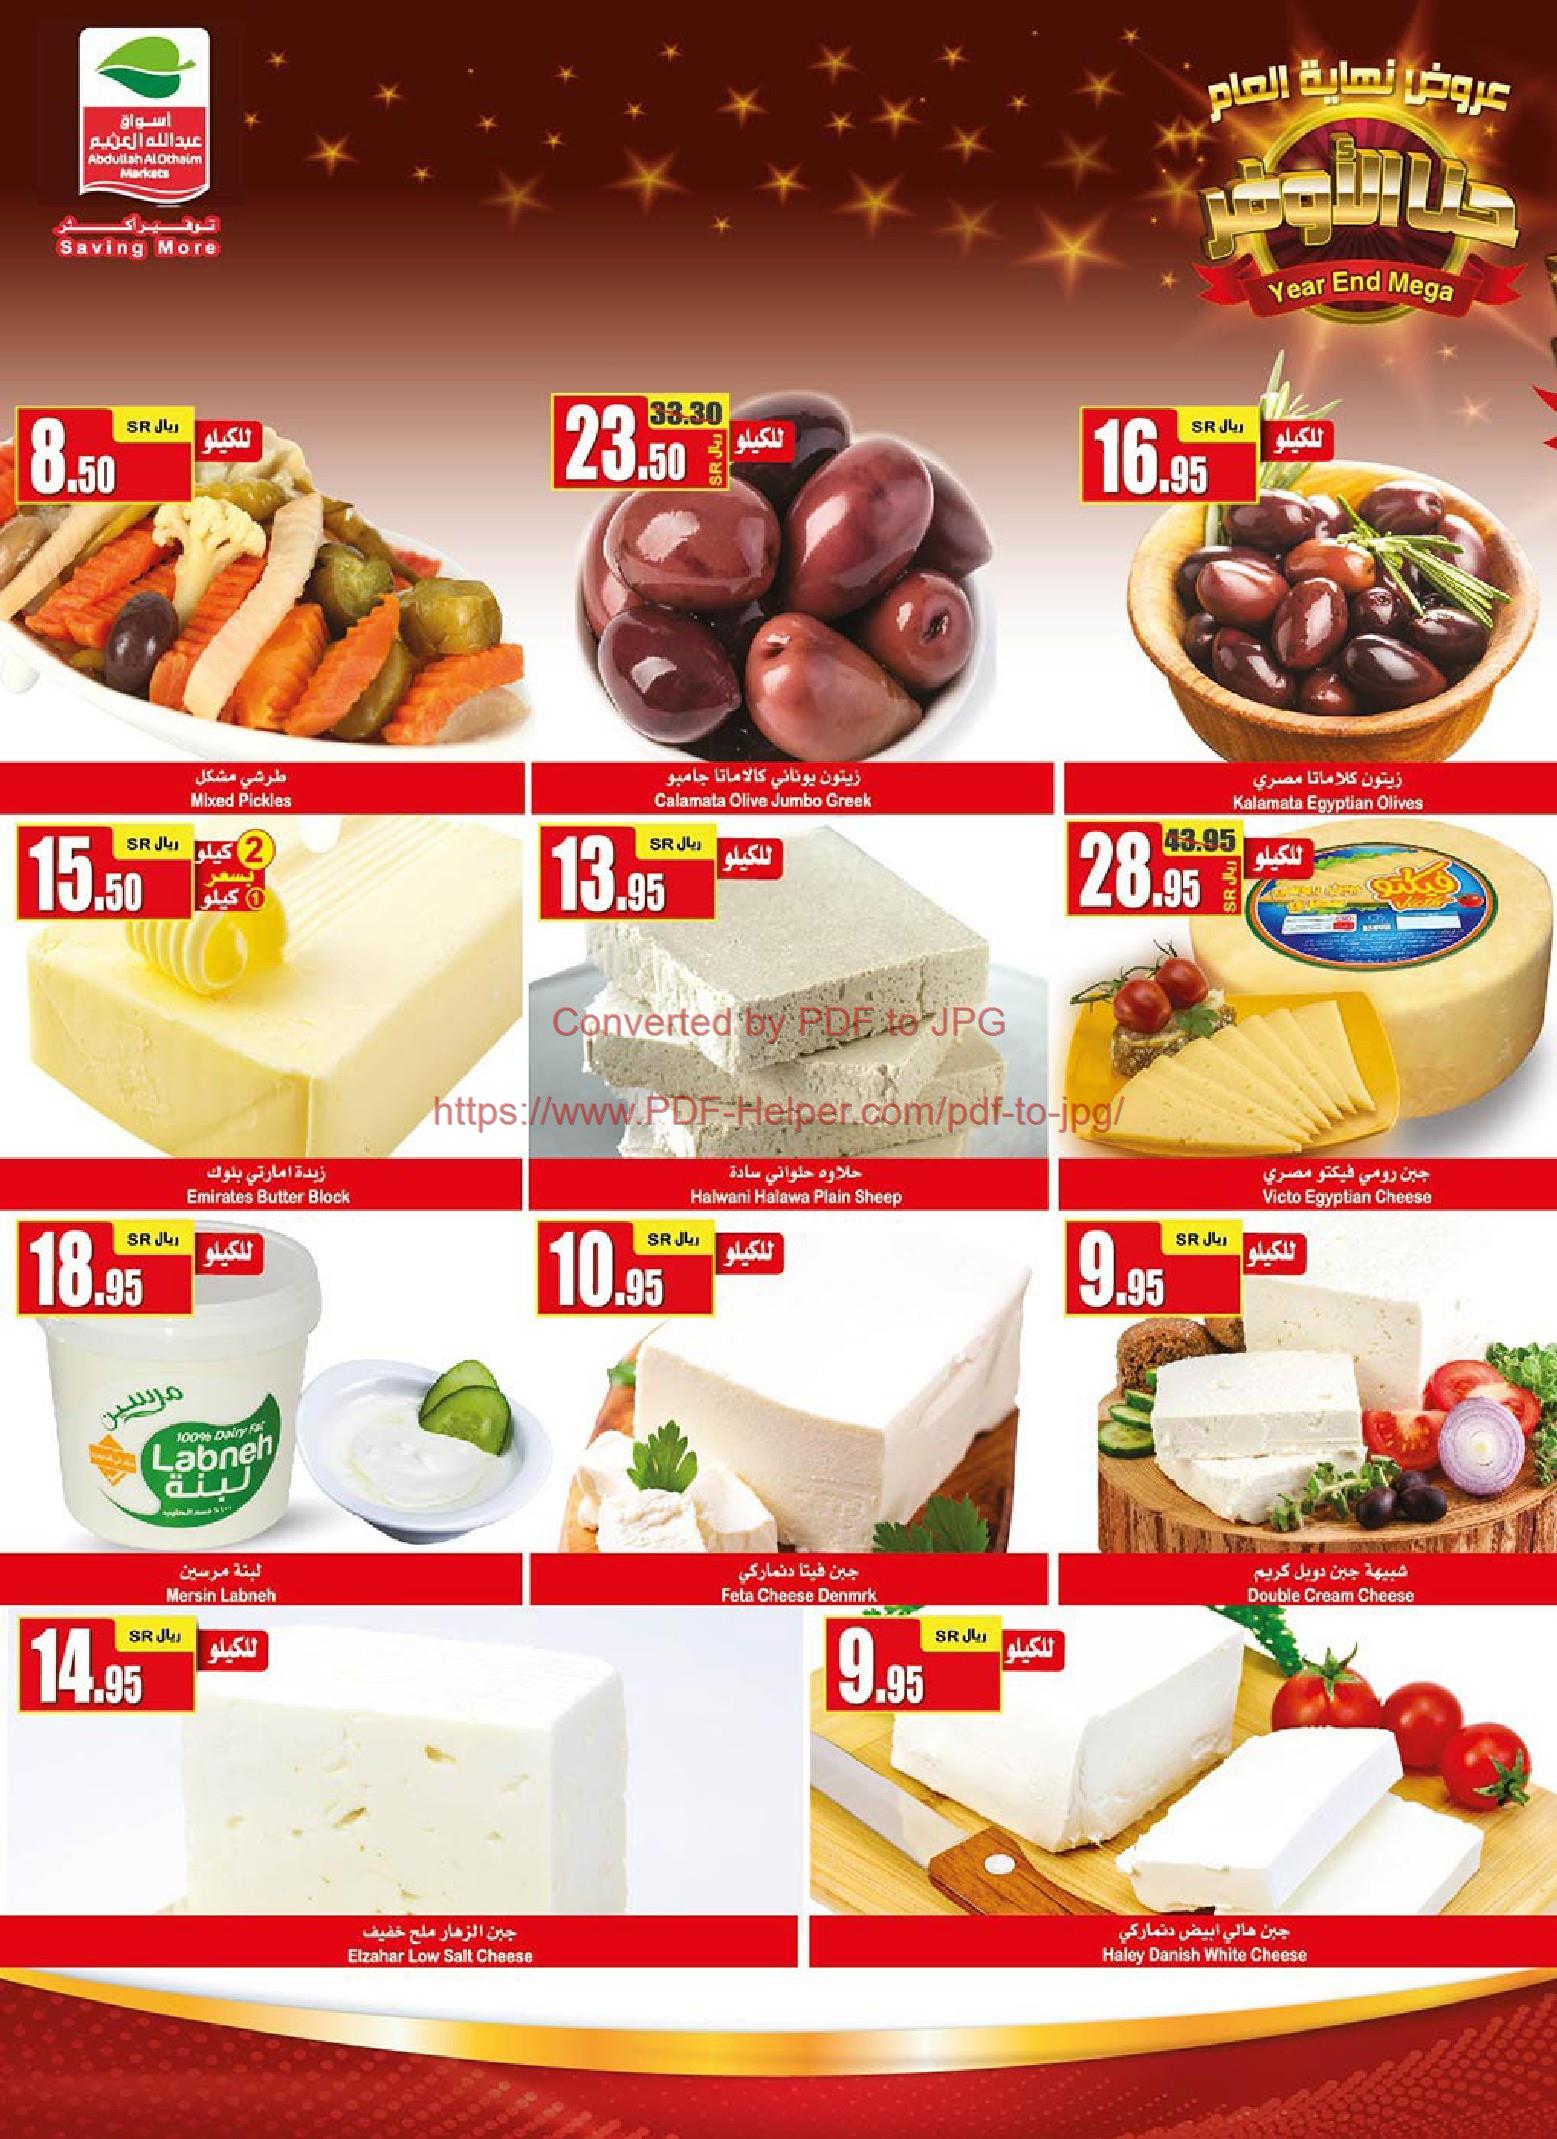 أسواق
عبدالله العثيم
Abdullah Al Othaim
Markets
توفير أكثر
Saving More
عروض نهاية العام
حنا الأوفر
Year End Mega
8.50
SR ريال
للكيلو
طرشي مشكل
Mixed Pickles
33.30
23.50
SR ريال
للكيلو
زيتون يوناني كالاماتا جامبو
Calamata Olive Jumbo Greek
16.95
SR ريال
للكيلو
زيتون كلاماتا مصري
Kalamata Egyptian Olives
15.50
SR ريال
2 كيلو
بسعر
1 كيلو
زبدة امارتي بلوك
Emirates Butter Block
13.95
SR ريال
للكيلو
حلاوه حلواني سادة
Halwani Halawa Plain Sheep
43.95
28.95
SR ريال
للكيلو
فيكتو
Victo
جبن رومي فيكتو مصري
Victo Egyptian Cheese
Converted by PDF to JPG
https://www.PDF-Helper.com/pdf-to-jpg/
18.95
SR ريال
للكيلو
مرسين
100% Dairy Fat
Labneh
لبنة
لبنة مرسين
Mersin Labneh
10.95
SR ريال
للكيلو
جبن فيتا دنماركي
Feta Cheese Denmrk
9.95
SR ريال
للكيلو
شبيهة جبن دوبل كريم
Double Cream Cheese
14.95
SR ريال
للكيلو
جبن الزهار ملح خفيف
Elzahar Low Salt Cheese
9.95
SR ريال
للكيلو
جبن هالي ابيض دنماركي
Haley Danish White Cheese